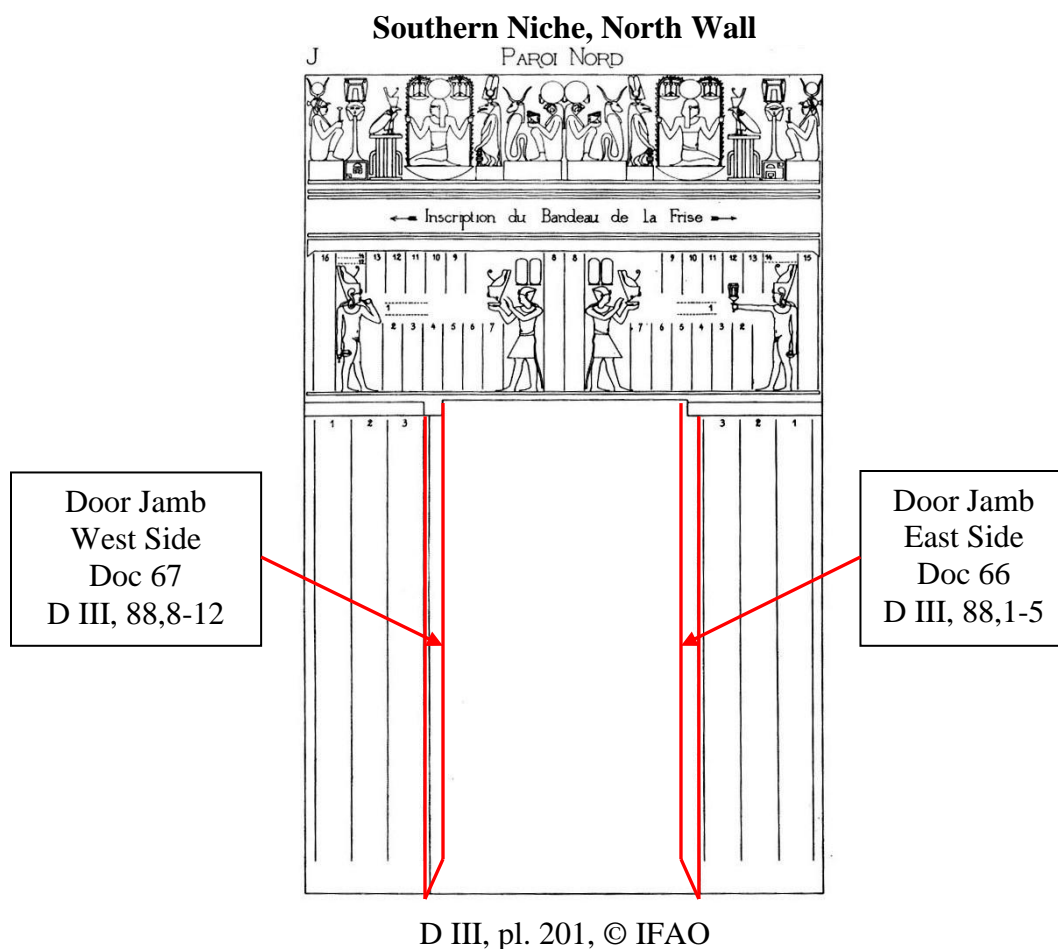 Southern Niche, North Wall
J PAROI NORD
Inscription du Bandeau de la Frise
16 14 13 12 11 10 9 8 8 9 10 11 12 13 14 15
15
1 1
2 3 4 5 6 7 7 6 5 4 3 2
1 2 3 3 2 1
Door Jamb
West Side
Doc 67
D III, 88,8-12
Door Jamb
East Side
Doc 66
D III, 88,1-5
D III, pl. 201, © IFAO